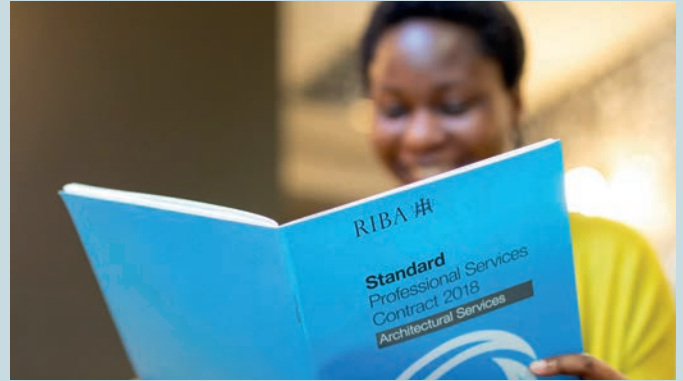 RIBA
Standard
Professional Services
Contract 2018
Architectural Services